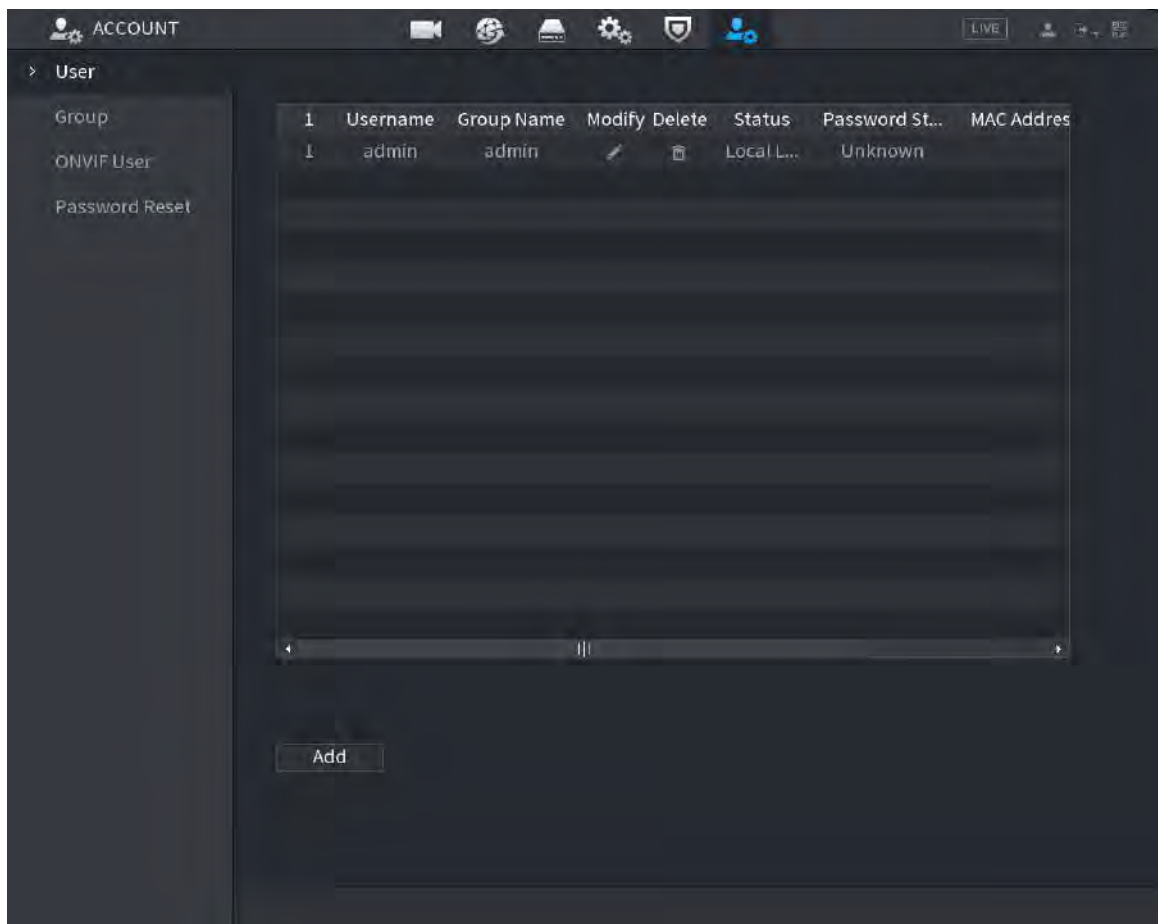 ACCOUNT
LIVE
User
Group
ONVIF User
Password Reset
1 Username Group Name Modify Delete Status Password St... MAC Addres
1 admin admin Local L... Unknown
Add